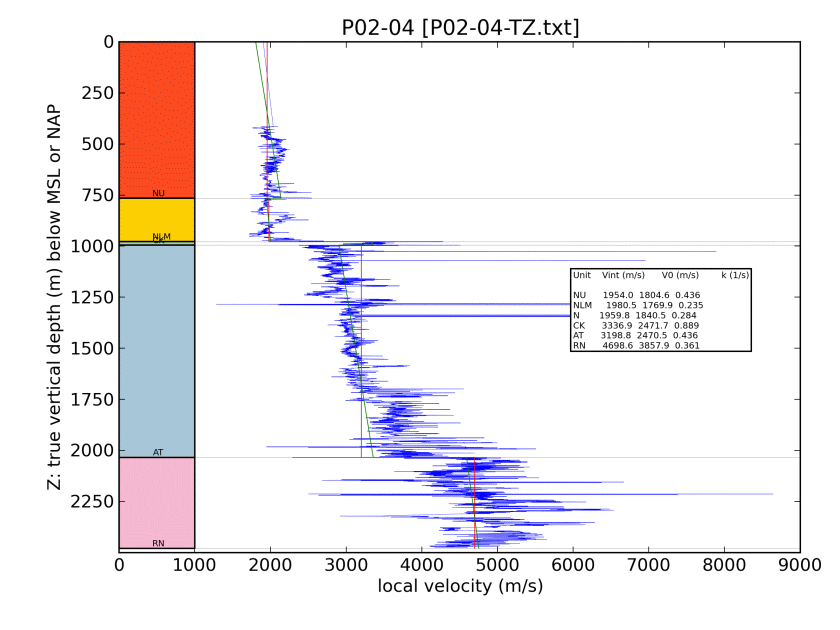 P02-04 [P02-04-TZ.txt]
Z: true vertical depth (m) below MSL or NAP
0
250
500
750
1000
1250
1500
1750
2000
2250
NU
NLM
CK
AT
RN
Unit Vint (m/s) V0 (m/s) k (1/s)
NU 1954.0 1804.6 0.436
NLM 1980.5 1769.9 0.235
N 1959.8 1840.5 0.284
CK 3336.9 2471.7 0.889
AT 3198.8 2470.5 0.436
RN 4698.6 3857.9 0.361
0 1000 2000 3000 4000 5000 6000 7000 8000 9000
local velocity (m/s)